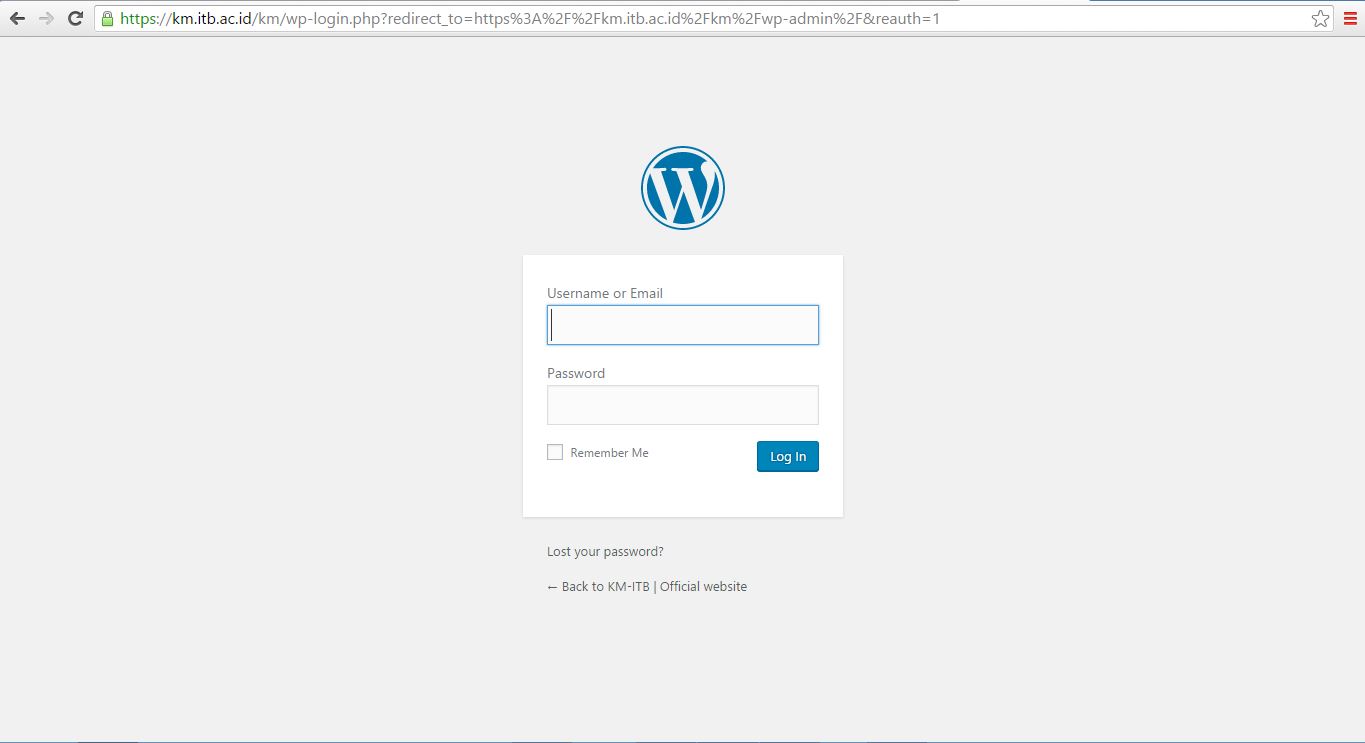 https://km.itb.ac.id/km/wp-login.php?redirect_to=https%3A%2F%2Fkm.itb.ac.id%2Fkm%2Fwp-admin%2F&reauth=1
W
Username or Email
Password
Remember Me
Log In
Lost your password?
← Back to KM-ITB | Official website